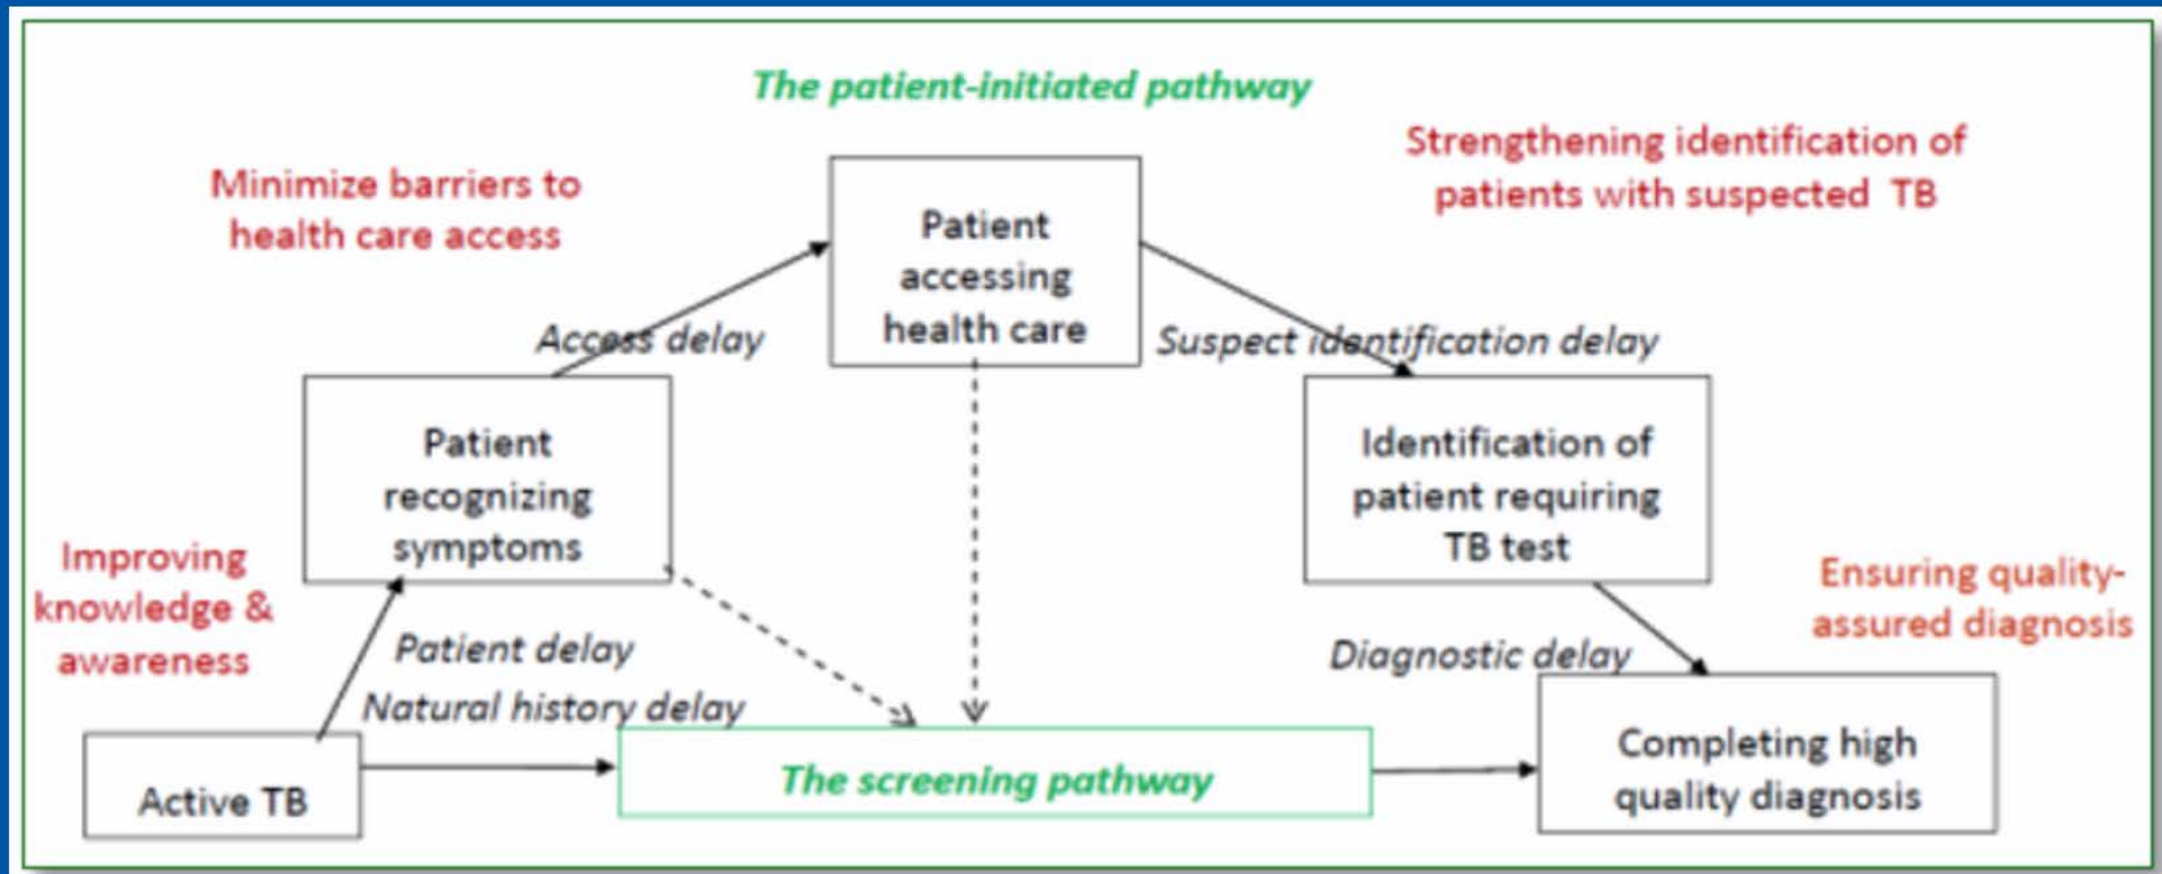 The patient-initiated pathway
Strengthening identification of
patients with suspected TB
Minimize barriers to
health care access
Patient
accessing
health care
Access delay
Suspect identification delay
Patient
recognizing
symptoms
Identification of
patient requiring
TB test
Improving
knowledge &
awareness
Ensuring quality-
assured diagnosis
Patient delay
Natural history delay
Diagnostic delay
Active TB
The screening pathway
Completing high
quality diagnosis